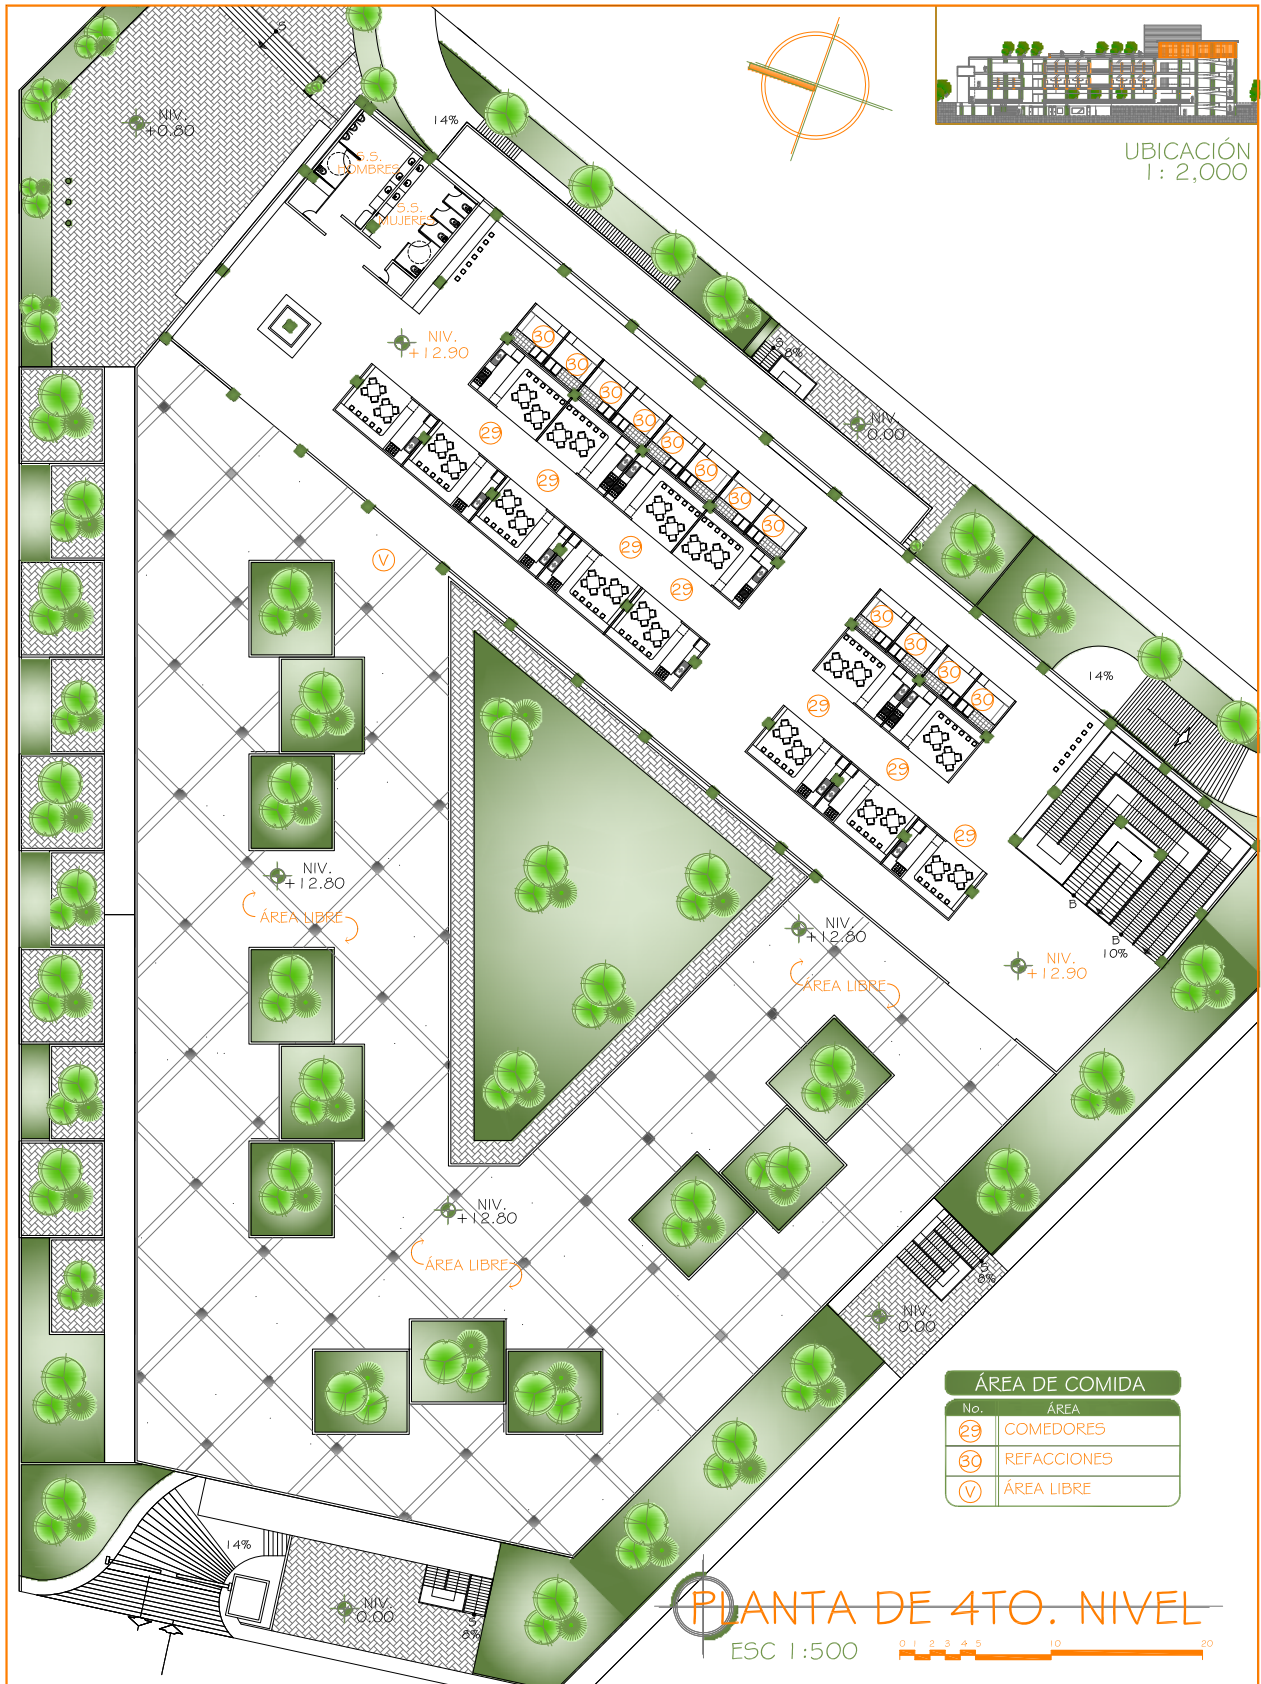 UBICACIÓN
1: 2,000
S
NIV.
+0.80
14%
S.S.
HOMBRES
S.S.
MUJERES
NIV.
+12.90
S
8%
NIV.
0.00
30
30
30
30
30
30
30
30
29
29
29
29
V
30
30
30
30
29
29
29
14%
B
B
10%
NIV.
+12.80
ÁREA LIBRE
NIV.
+12.80
ÁREA LIBRE
NIV.
+12.90
NIV.
+12.80
ÁREA LIBRE
S
8%
NIV.
0.00
ÁREA DE COMIDA
No. ÁREA
29 COMEDORES
30 REFACCIONES
V ÁREA LIBRE
14%
NIV.
0.00
S
8%
PLANTA DE 4TO. NIVEL
ESC 1:500
0 1 2 3 4 5 10 20